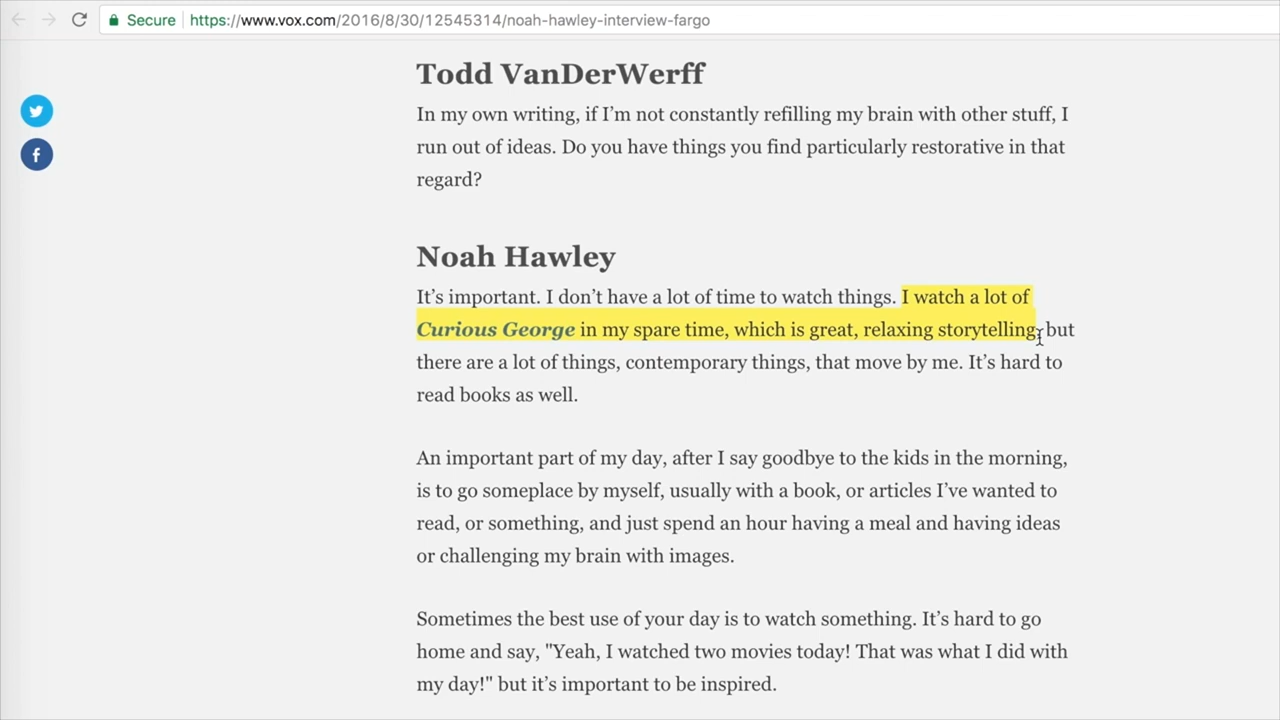 Secure https://www.vox.com/2016/8/30/12545314/noah-hawley-interview-fargo
Todd VanDerWerff
In my own writing, if I’m not constantly refilling my brain with other stuff, I
run out of ideas. Do you have things you find particularly restorative in that
regard?
Noah Hawley
It’s important. I don’t have a lot of time to watch things. I watch a lot of
Curious George in my spare time, which is great, relaxing storytelling, but
there are a lot of things, contemporary things, that move by me. It’s hard to
read books as well.
An important part of my day, after I say goodbye to the kids in the morning,
is to go someplace by myself, usually with a book, or articles I’ve wanted to
read, or something, and just spend an hour having a meal and having ideas
or challenging my brain with images.
Sometimes the best use of your day is to watch something. It’s hard to go
home and say, "Yeah, I watched two movies today! That was what I did with
my day!" but it’s important to be inspired.